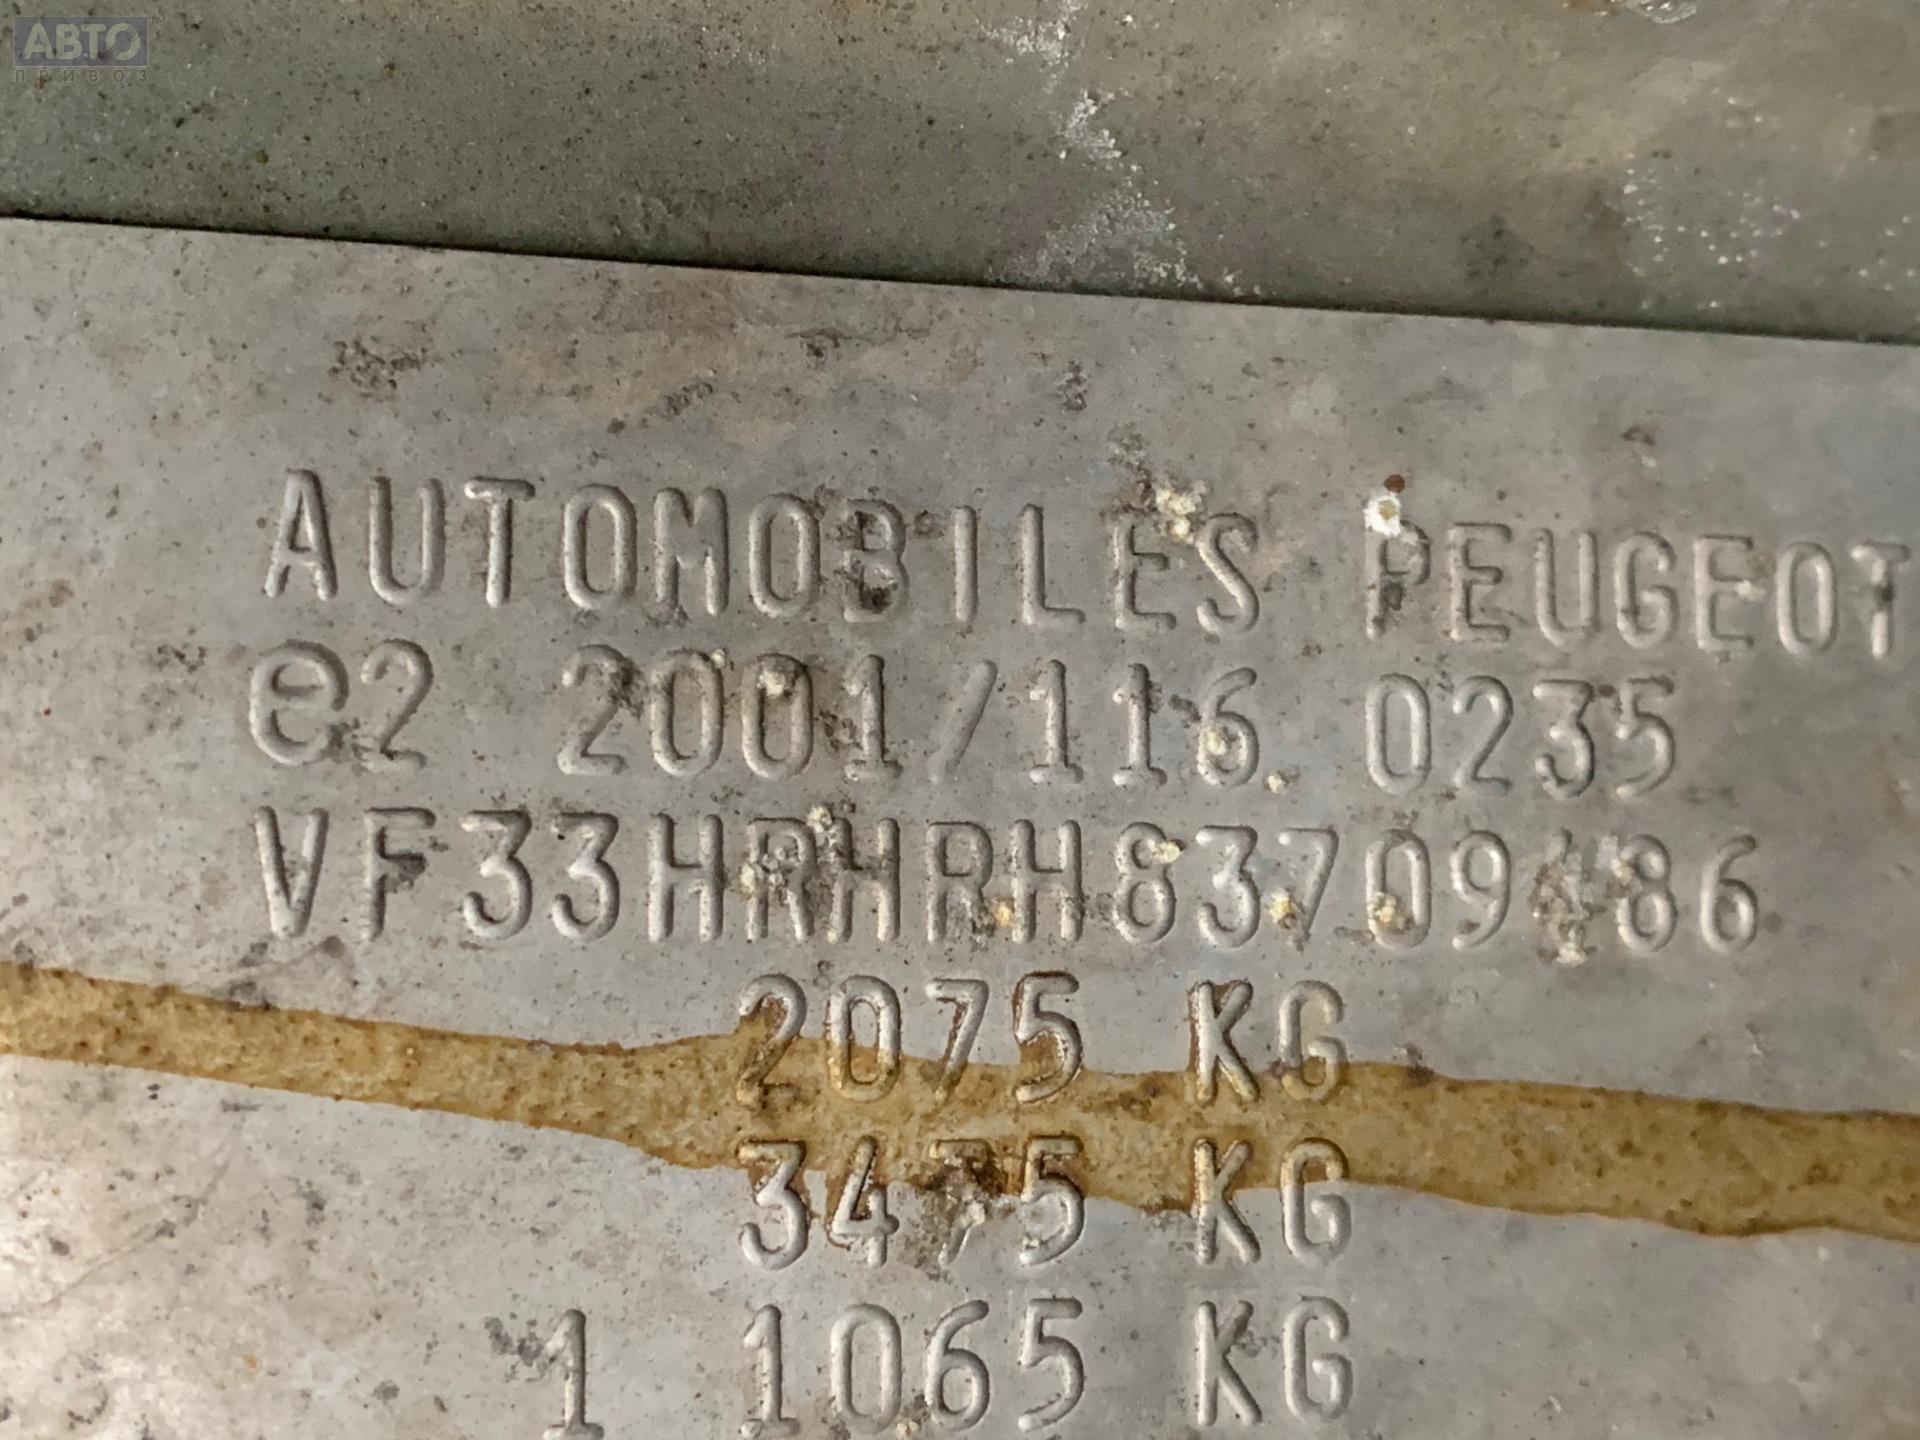 АВТО
ПРИВОЗ
AUTOMOBILES PEUGEOT
e2 2001/116 0235
2075 KG
3475 KG
1 1065 KG